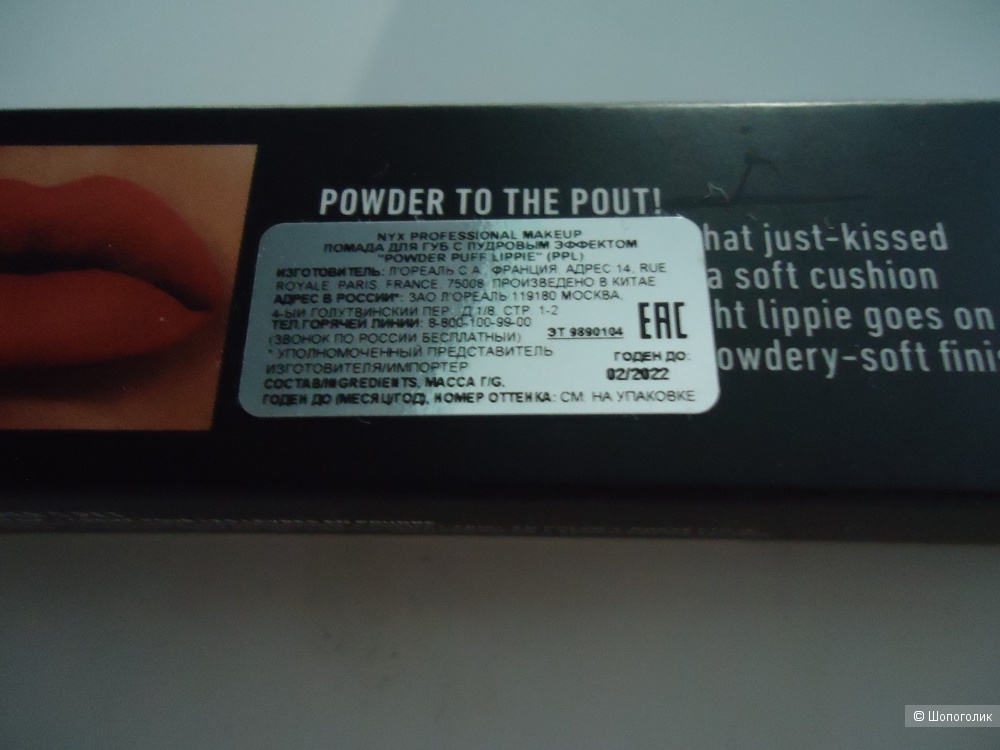 POWDER TO THE POUT!
hat just-kissed
a soft cushion
ht lippie goes on
owdery-soft finis
NYX PROFESSIONAL MAKEUP
ПОМАДА ДЛЯ ГУБ С ПУДРОВЫМ ЭФФЕКТОМ
"POWDER PUFF LIPPIE" (PPL)
ИЗГОТОВИТЕЛЬ: Л'ОРЕАЛЬ С.А. ФРАНЦИЯ. АДРЕС 14, RUE
ROYALE PARIS, FRANCE, 75008. ПРОИЗВЕДЕНО В КИТАЕ
АДРЕС В РОССИИ*: ЗАО Л'ОРЕАЛЬ 119180 МОСКВА,
4-ЫЙ ГОЛУТВИНСКИЙ ПЕР. Д.1/8. СТР. 1-2
ТЕЛ.ГОРЯЧЕЙ ЛИНИИ: 8-800-100-99-00
(ЗВОНОК ПО РОССИИ БЕСПЛАТНЫЙ)
ЭТ 9890104
EAC
* УПОЛНОМОЧЕННЫЙ ПРЕДСТАВИТЕЛЬ
ИЗГОТОВИТЕЛЯ/ИМПОРТЕР
ГОДЕН ДО:
02/2022
СОСТАВ/INGREDIENTS, МАССА Г/G,
ГОДЕН ДО (МЕСЯЦ/ГОД), НОМЕР ОТТЕНКА: СМ. НА УПАКОВКЕ
© Шопоголик